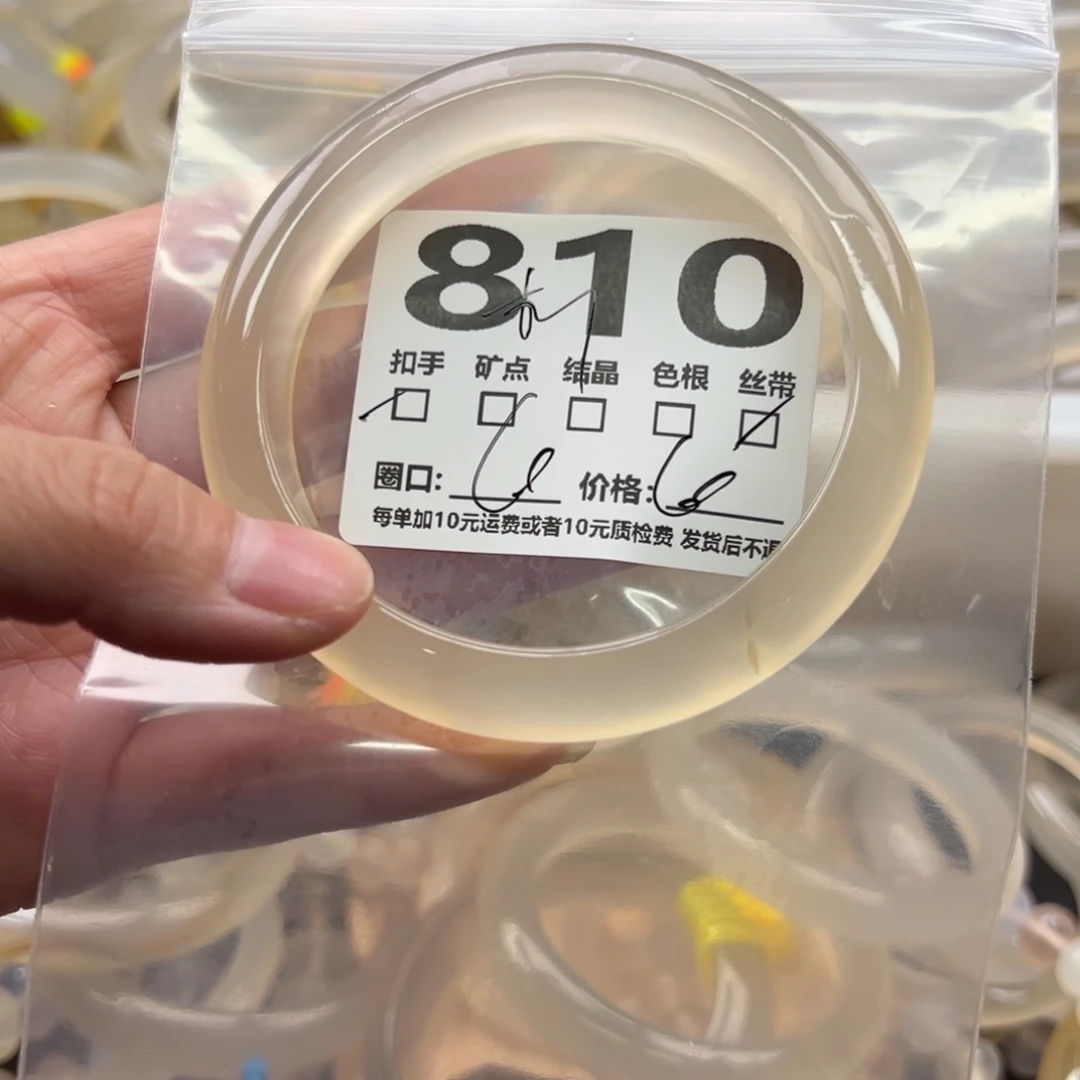 810
扣手 矿点 结晶 色根 丝带
圈口: 价格:
每单加10元运费或者10元质检费 发货后不退